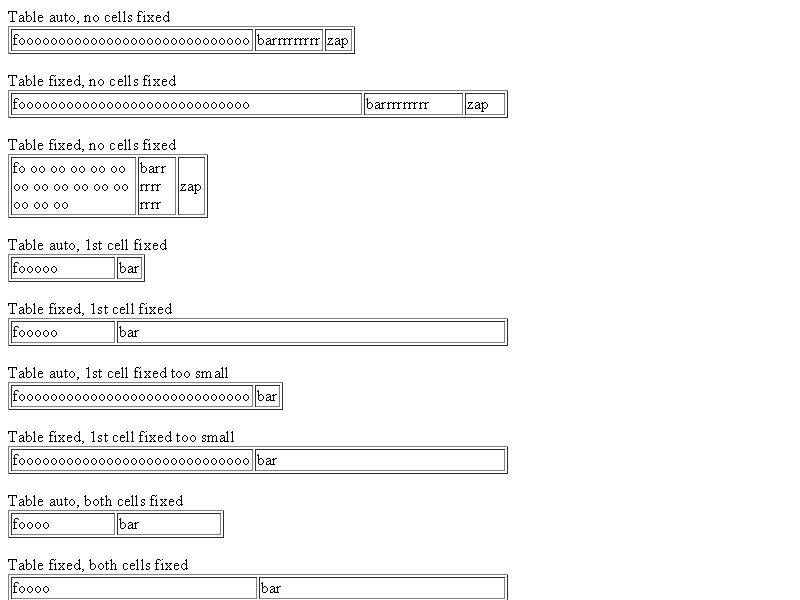 Table auto, no cells fixed
fooooooooooooooooooooooooooooo barrrrrrrrr zap
Table fixed, no cells fixed
fooooooooooooooooooooooooooooo barrrrrrrrr zap
Table fixed, no cells fixed
fo oo oo oo oo oo oo oo oo oo oo oo oo oo oo barr rrrr rrrr zap
Table auto, 1st cell fixed
fooooo bar
Table fixed, 1st cell fixed
fooooo bar
Table auto, 1st cell fixed too small
fooooooooooooooooooooooooooooo bar
Table fixed, 1st cell fixed too small
fooooooooooooooooooooooooooooo bar
Table auto, both cells fixed
foooo bar
Table fixed, both cells fixed
foooo bar